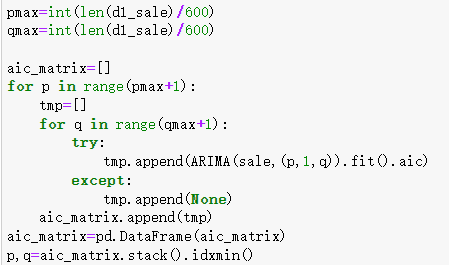 pmax=int(len(d1_sale)/600)
qmax=int(len(d1_sale)/600)

aic_matrix=[]
for p in range(pmax+1):
    tmp=[]
    for q in range(qmax+1):
        try:
            tmp.append(ARIMA(sale,(p,1,q)).fit().aic)
        except:
            tmp.append(None)
    aic_matrix.append(tmp)
aic_matrix=pd.DataFrame(aic_matrix)
p,q=aic_matrix.stack().idxmin()